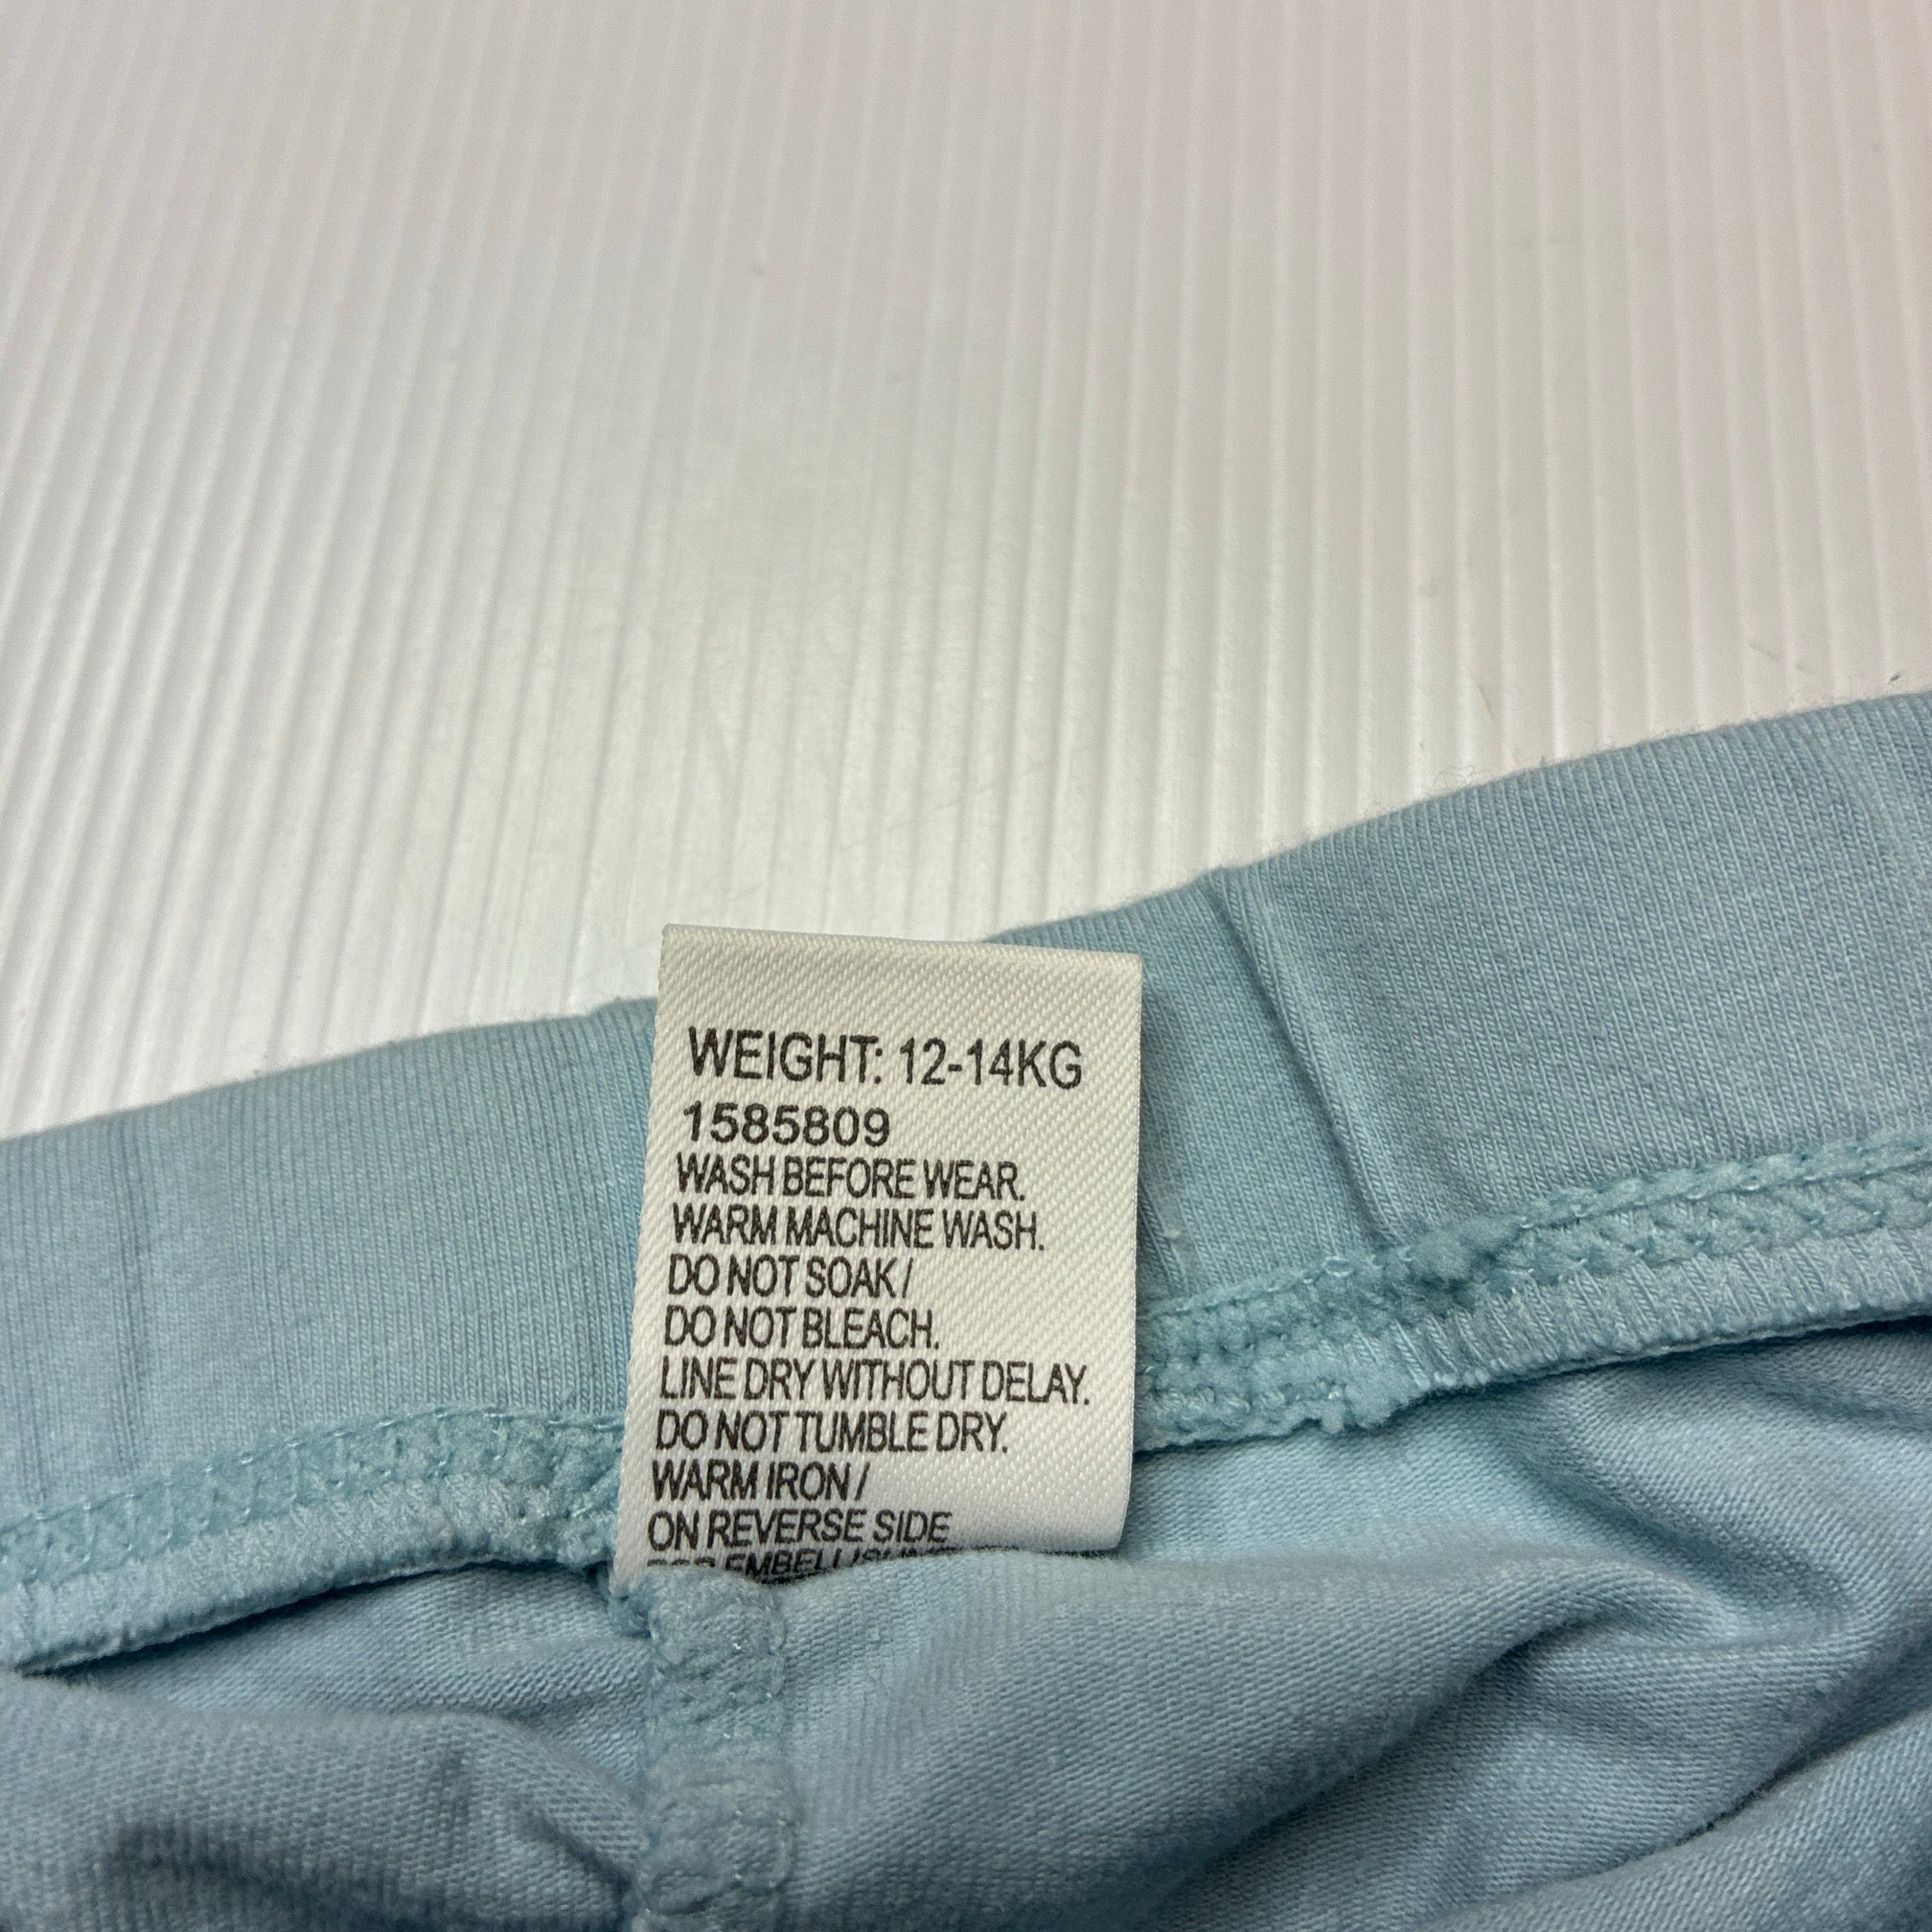 WEIGHT: 12-14KG
1585809
WASH BEFORE WEAR.
WARM MACHINE WASH.
DO NOT SOAK/
DO NOT BLEACH.
LINE DRY WITHOUT DELAY.
DO NOT TUMBLE DRY.
WARM IRON/
ON REVERSE SIDE